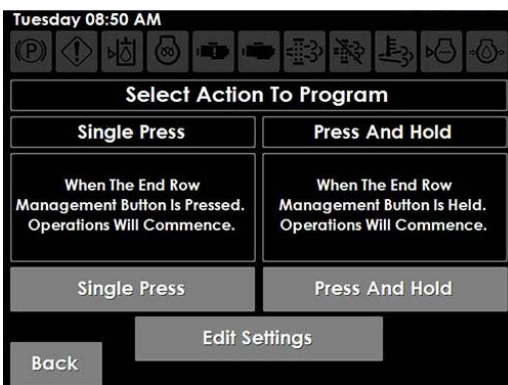 Tuesday 08:50 AM
Select Action To Program
Single Press
Press And Hold
When The End Row
Management Button Is Pressed.
Operations Will Commence.
When The End Row
Management Button Is Held.
Operations Will Commence.
Single Press
Press And Hold
Edit Settings
Back